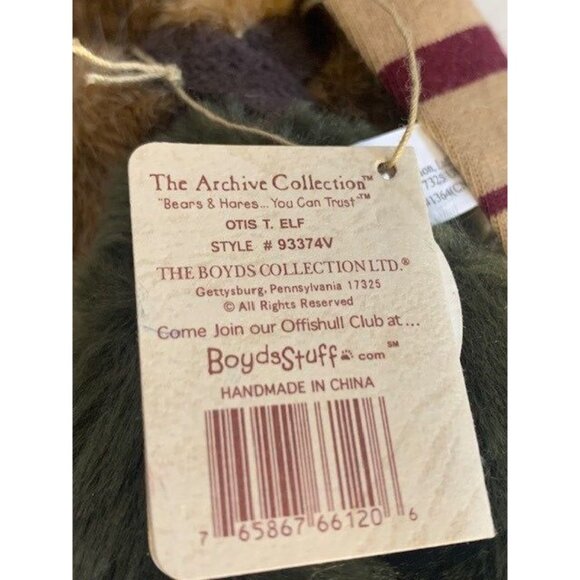 The Archive Collection™
"Bears & Hares...You Can Trust"™
OTIS T. ELF
STYLE # 93374V
THE BOYDS COLLECTION LTD.®
Gettysburg, Pennsylvania 17325
© All Rights Reserved
Come Join our Offishull Club at...
BoydsStuff.com℠
HANDMADE IN CHINA
7 65867 66120 6
17325